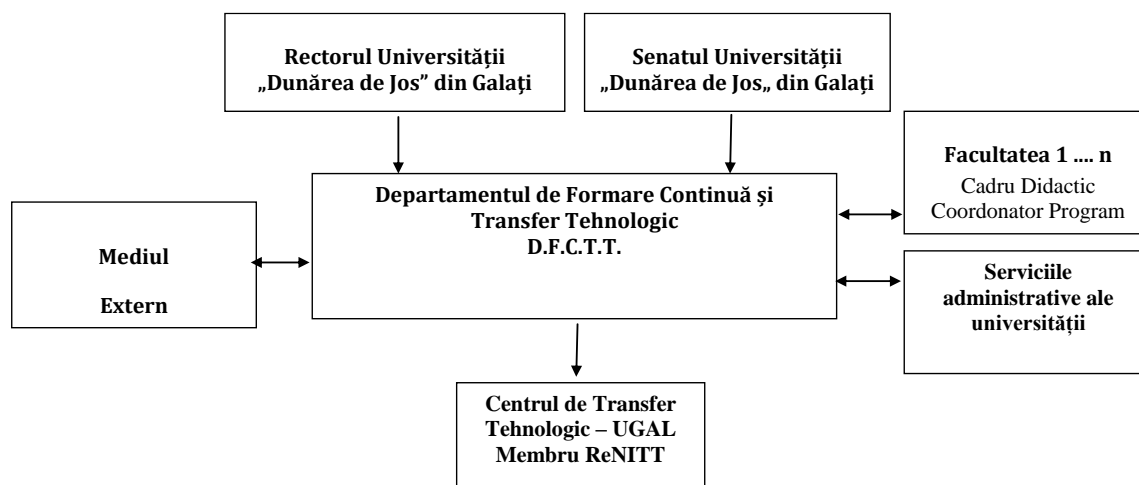 Rectorul Universității
„Dunărea de Jos” din Galați
Senatul Universității
„Dunărea de Jos„ din Galați
Facultatea 1 .... n
Cadru Didactic
Coordonator Program
Departamentul de Formare Continuă și
Transfer Tehnologic
D.F.C.T.T.
Mediul
Extern
Serviciile
administrative ale
universității
Centrul de Transfer
Tehnologic – UGAL
Membru ReNITT